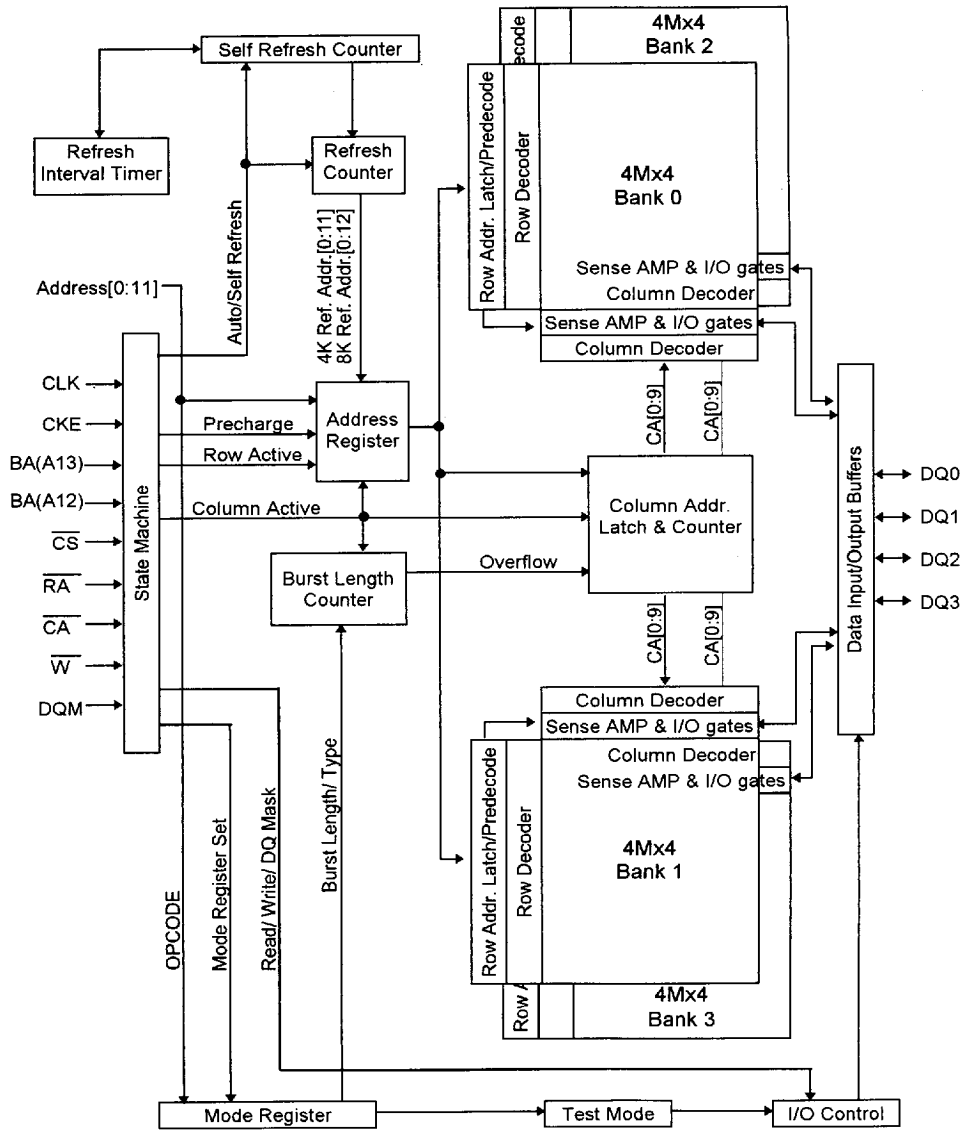 4Mx4
Bank 2
Self Refresh Counter
ecode
Refresh
Interval Timer
Refresh
Counter
Row Addr. Latch/Predecode
Row Decoder
4Mx4
Bank 0
Auto/Self Refresh
4K Ref. Addr.[0:11]
8K Ref. Addr.[0:12]
Sense AMP & I/O gates
Column Decoder
Address[0:11]
Sense AMP & I/O gates
Column Decoder
State Machine
CLK
CKE
BA(A13)
BA(A12)
CS
RA
CA
W
DQM
Precharge
Row Active
Column Active
Address
Register
CA[0:9]
CA[0:9]
Column Addr.
Latch & Counter
Overflow
Burst Length
Counter
CA[0:9]
CA[0:9]
Data Input/Output Buffers
DQ0
DQ1
DQ2
DQ3
Column Decoder
Sense AMP & I/O gates
Column Decoder
Sense AMP & I/O gates
Row Addr. Latch/Predecode
Row Decoder
4Mx4
Bank 1
OPCODE
Mode Register Set
Read/ Write/ DQ Mask
Burst Length/ Type
Row A
4Mx4
Bank 3
Mode Register
Test Mode
I/O Control